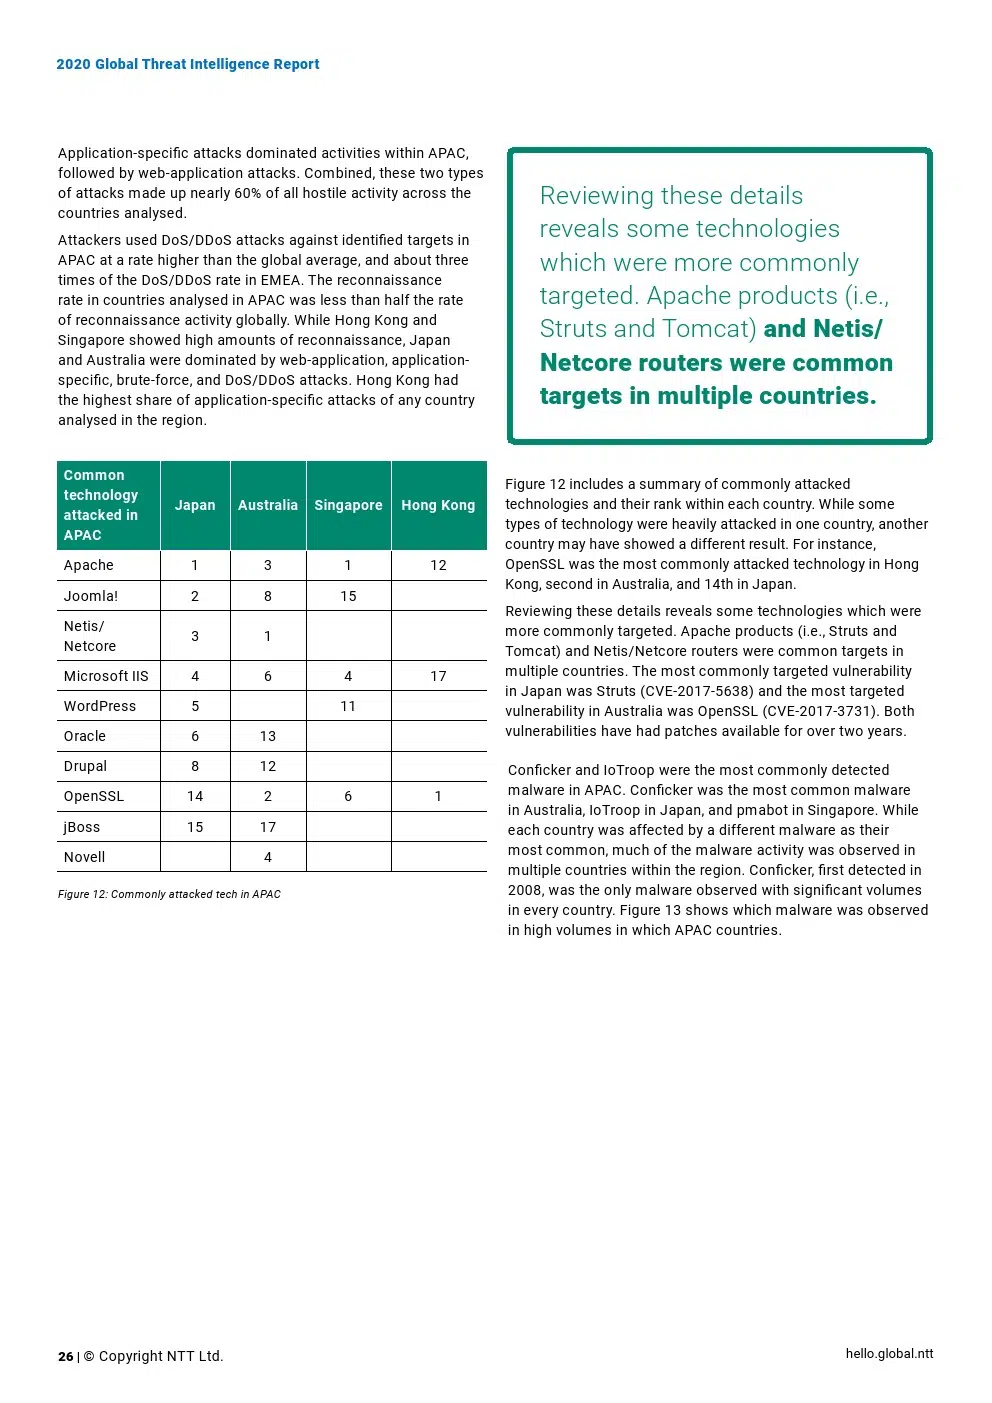 2020 Global Threat Intelligence Report
Application-specific attacks dominated activities within APAC,
followed by web-application attacks. Combined, these two types
of attacks made up nearly 60% of all hostile activity across the
countries analysed.
Attackers used DoS/DDoS attacks against identified targets in
APAC at a rate higher than the global average, and about three
times of the DoS/DDoS rate in EMEA. The reconnaissance
rate in countries analysed in APAC was less than half the rate
of reconnaissance activity globally. While Hong Kong and
Singapore showed high amounts of reconnaissance, Japan
and Australia were dominated by web-application, application-
specific, brute-force, and DoS/DDoS attacks. Hong Kong had
the highest share of application-specific attacks of any country
analysed in the region.
Common
technology
attacked in
APAC
Japan Australia Singapore Hong Kong
Apache 1 3 1 12
Joomla! 2 8 15
Netis/
Netcore 3 1
Microsoft IIS 4 6 4 17
WordPress 5 11
Oracle 6 13
Drupal 8 12
OpenSSL 14 2 6 1
jBoss 15 17
Novell 4
Figure 12: Commonly attacked tech in APAC
Reviewing these details
reveals some technologies
which were more commonly
targeted. Apache products (i.e.,
Struts and Tomcat) and Netis/
Netcore routers were common
targets in multiple countries.
Figure 12 includes a summary of commonly attacked
technologies and their rank within each country. While some
types of technology were heavily attacked in one country, another
country may have showed a different result. For instance,
OpenSSL was the most commonly attacked technology in Hong
Kong, second in Australia, and 14th in Japan.
Reviewing these details reveals some technologies which were
more commonly targeted. Apache products (i.e., Struts and
Tomcat) and Netis/Netcore routers were common targets in
multiple countries. The most commonly targeted vulnerability
in Japan was Struts (CVE-2017-5638) and the most targeted
vulnerability in Australia was OpenSSL (CVE-2017-3731). Both
vulnerabilities have had patches available for over two years.
Conficker and IoTroop were the most commonly detected
malware in APAC. Conficker was the most common malware
in Australia, IoTroop in Japan, and pmabot in Singapore. While
each country was affected by a different malware as their
most common, much of the malware activity was observed in
multiple countries within the region. Conficker, first detected in
2008, was the only malware observed with significant volumes
in every country. Figure 13 shows which malware was observed
in high volumes in which APAC countries.
26 | © Copyright NTT Ltd.
hello.global.ntt